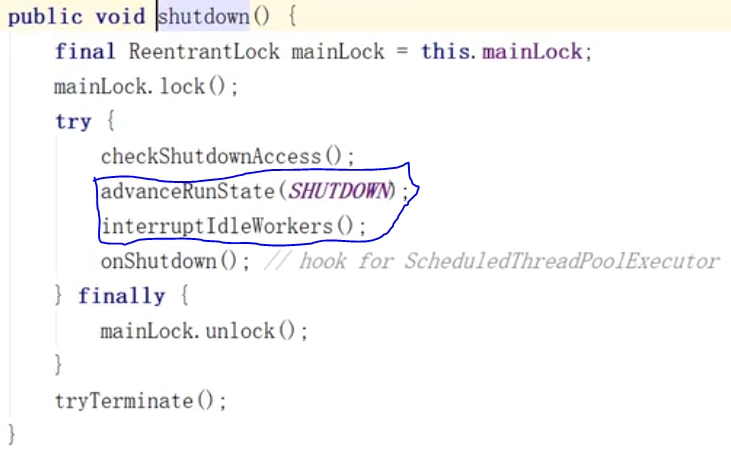 public void shutdown() {
final ReentrantLock mainLock = this.mainLock;
mainLock.lock();
try {
checkShutdownAccess();
advanceRunState(SHUTDOWN);
interruptIdleWorkers();
onShutdown(); // hook for ScheduledThreadPoolExecutor
} finally {
mainLock.unlock();
}
tryTerminate();
}